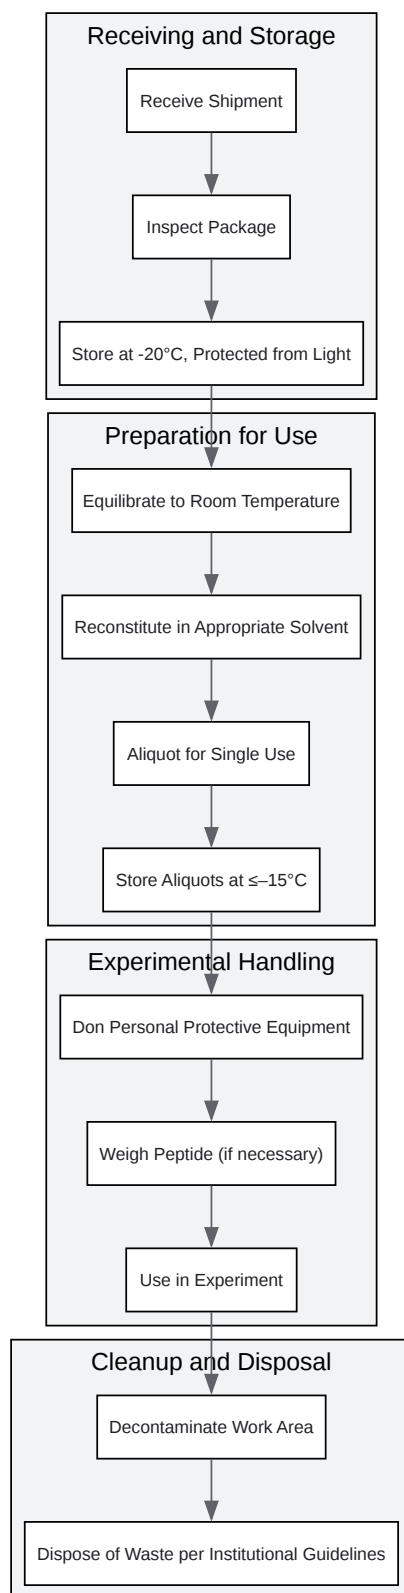 Receiving and Storage
Receive Shipment
Inspect Package
Store at -20°C, Protected from Light
Preparation for Use
Equilibrate to Room Temperature
Reconstitute in Appropriate Solvent
Aliquot for Single Use
Store Aliquots at ≤–15°C
Experimental Handling
Don Personal Protective Equipment
Weigh Peptide (if necessary)
Use in Experiment
Cleanup and Disposal
Decontaminate Work Area
Dispose of Waste per Institutional Guidelines